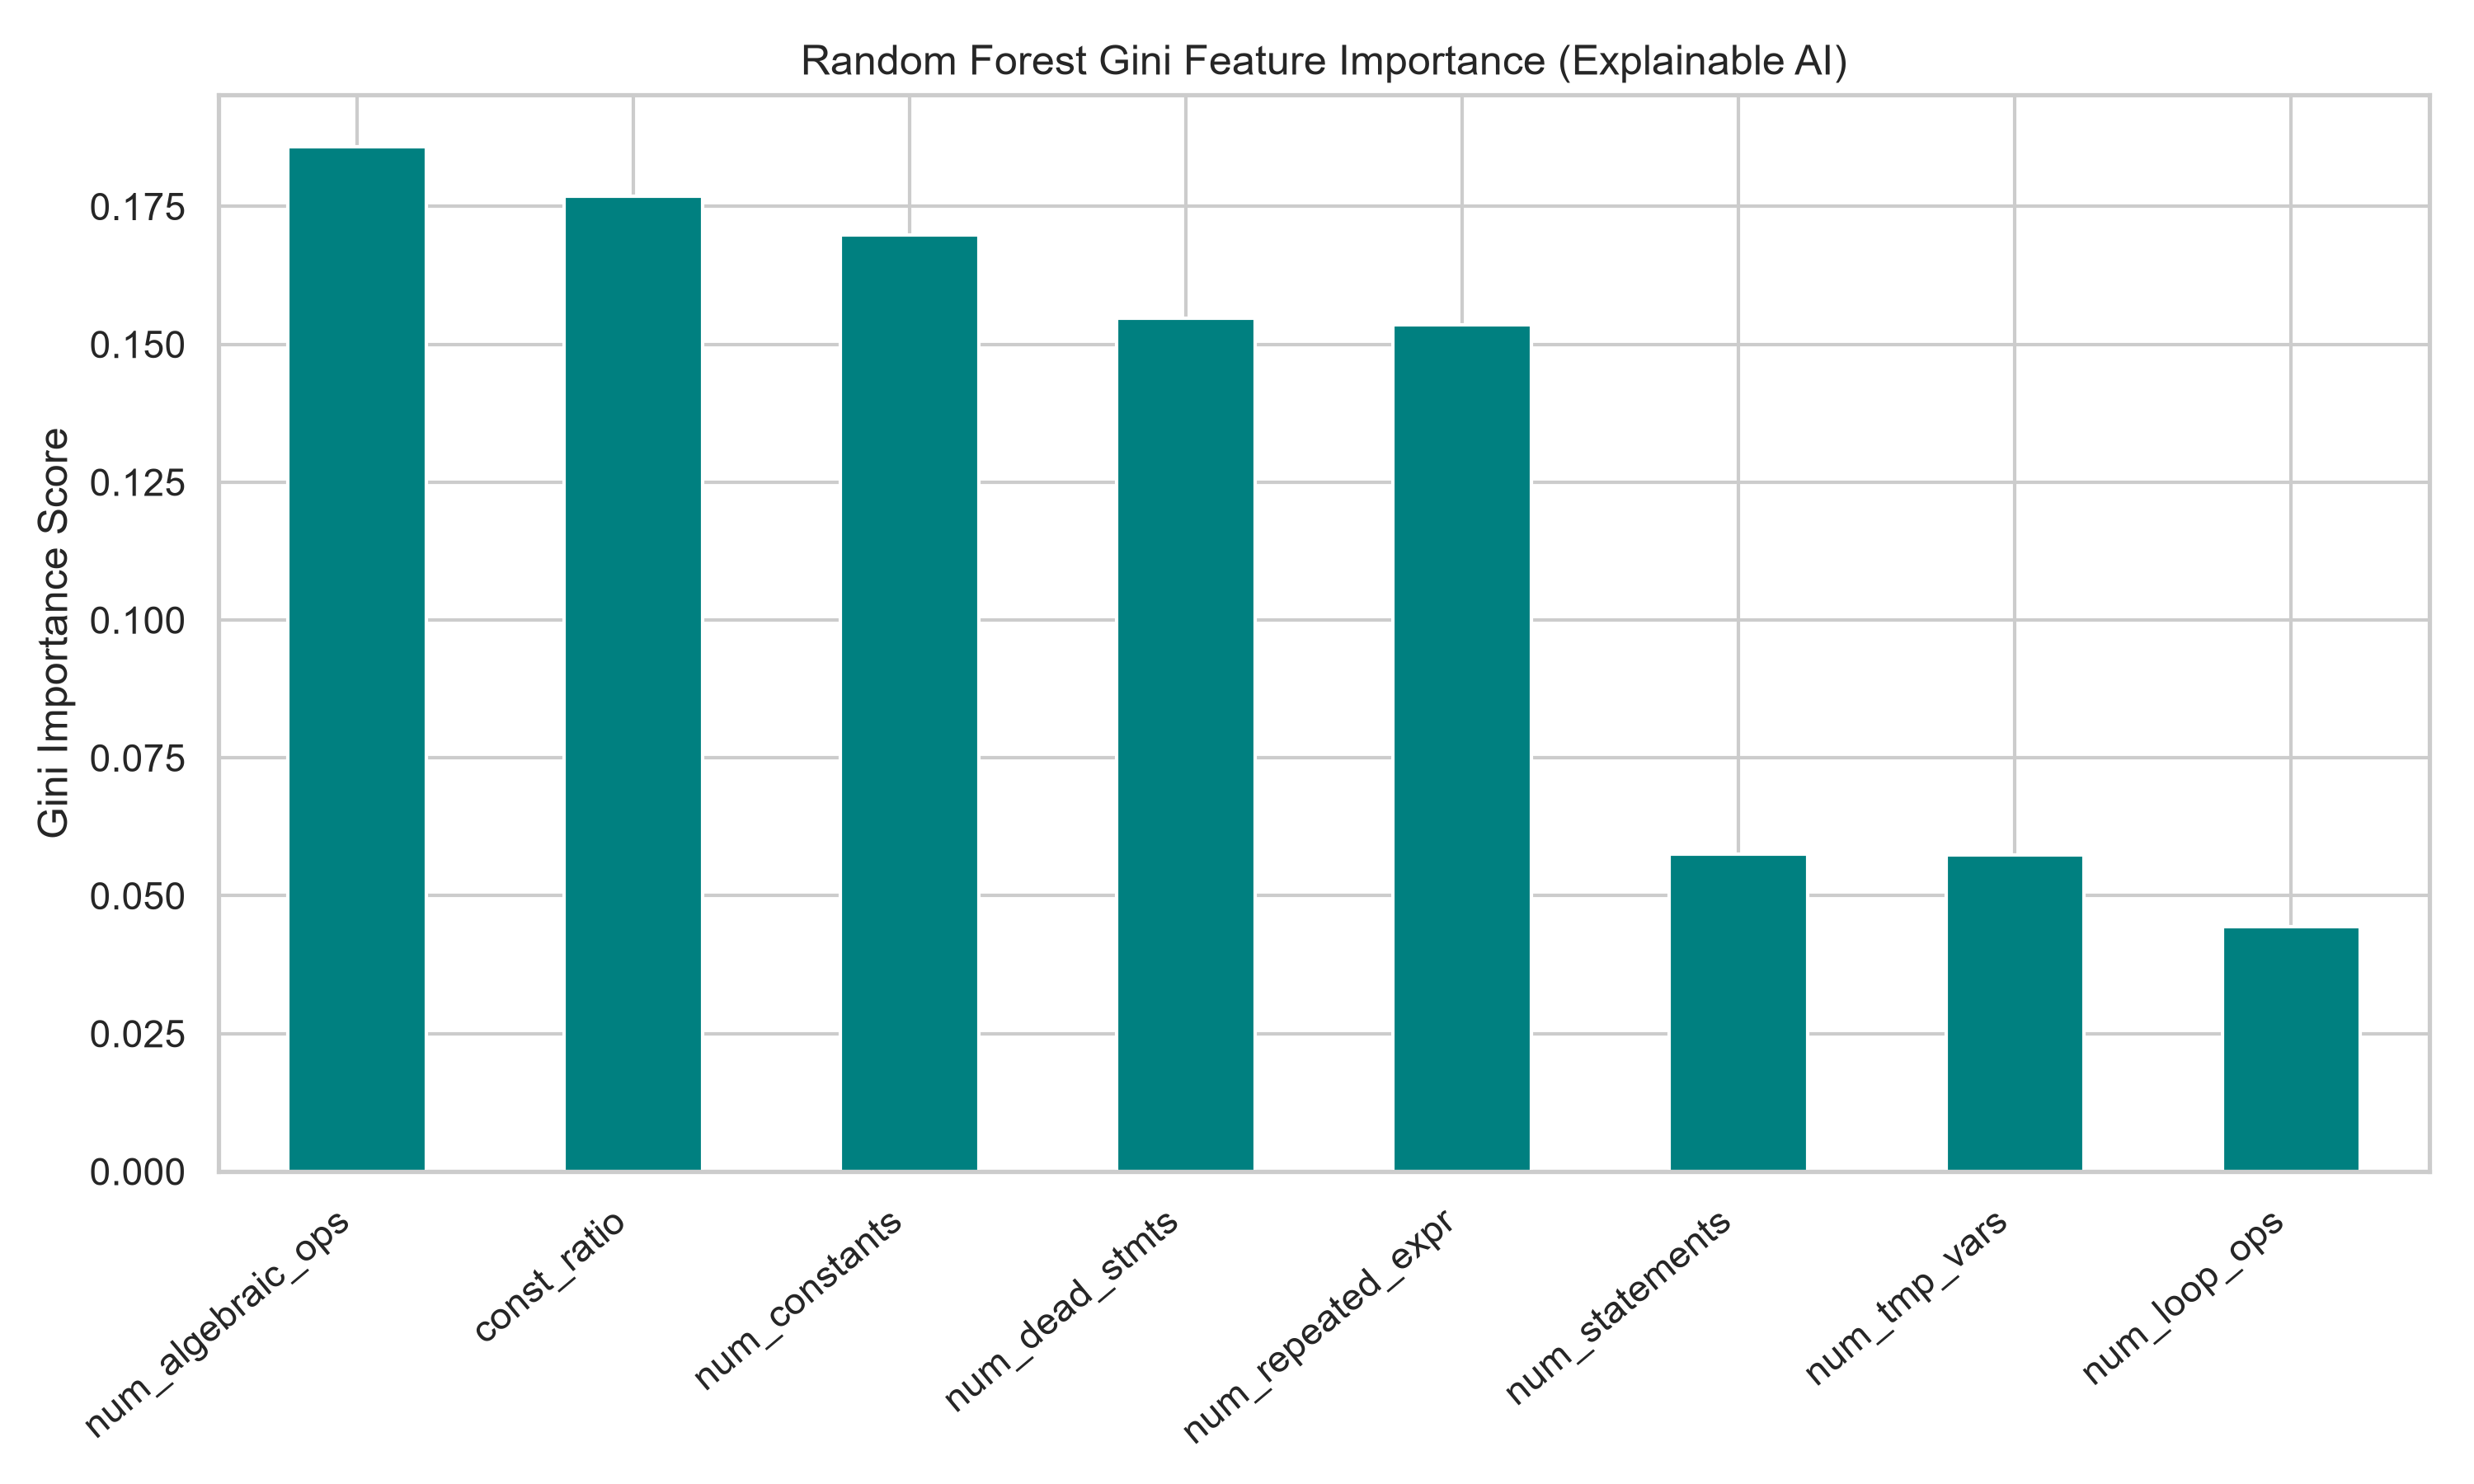 Random Forest Gini Feature Importance (Explainable AI)
Gini Importance Score
0.175
0.150
0.125
0.100
0.075
0.050
0.025
0.000
num_algebraic_ops
const_ratio
num_constants
num_dead_stmts
num_repeated_expr
num_statements
num_tmp_vars
num_loop_ops